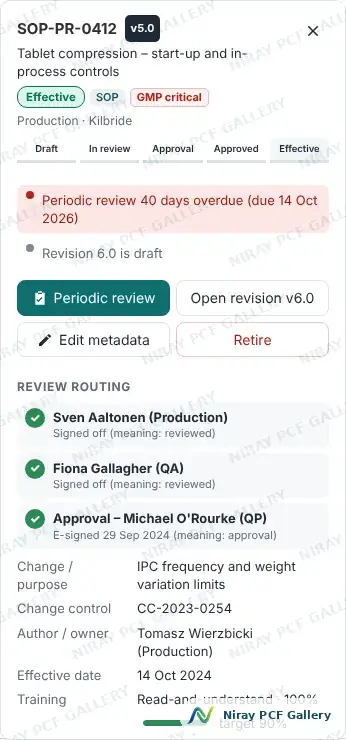 SOP-PR-0412 v5.0
Tablet compression – start-up and in-
process controls
Effective SOP GMP critical
Production · Kilbride
Draft In review Approval Approved Effective
Periodic review 40 days overdue (due 14 Oct
2026)
Revision 6.0 is draft
Periodic review Open revision v6.0
Edit metadata Retire
REVIEW ROUTING
Sven Aaltonen (Production)
Signed off (meaning: reviewed)
Fiona Gallagher (QA)
Signed off (meaning: reviewed)
Approval – Michael O'Rourke (QP)
E-signed 29 Sep 2024 (meaning: approval)
Change / IPC frequency and weight
purpose variation limits
Change control CC-2023-0254
Author / owner Tomasz Wierzbicki
(Production)
Effective date 14 Oct 2024
Training Read-and-understand · 100%
target 90%
Niray PCF Gallery
NIRAY PCF GALLERY